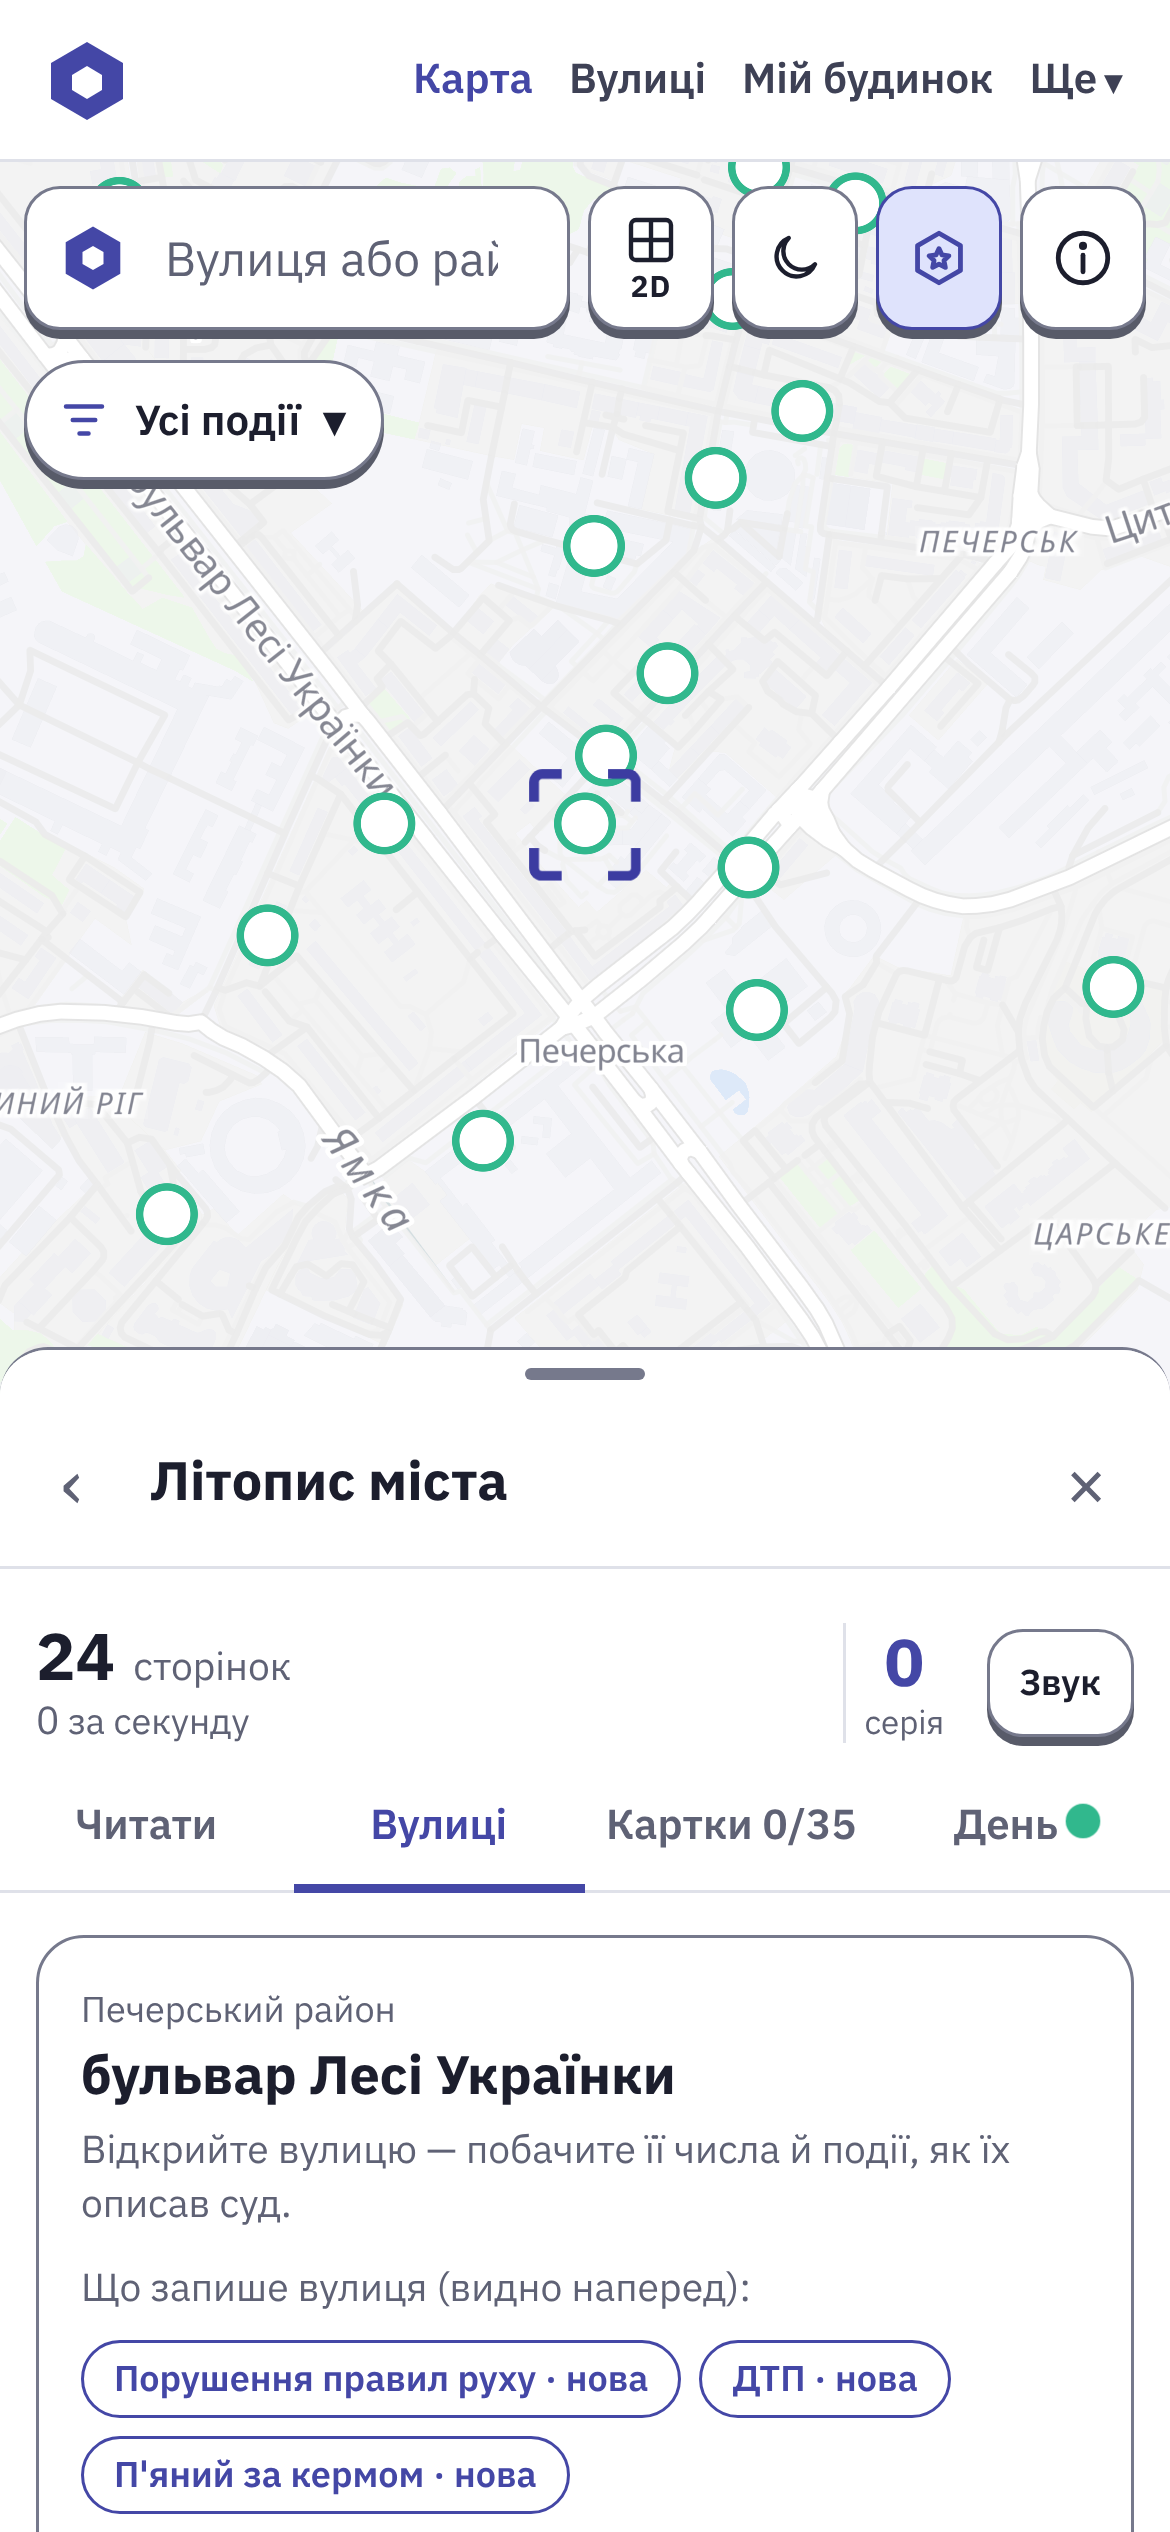 Карта Вулиці Мій будинок Ще ▾
Вулиця або рай
2D
Усі події ▼
бульвар Лесі Українки
ПЕЧЕРСЬК
Цит
Печерська
ИНИЙ РІГ
Ямка
ЦАРСЬКЕ
‹ Літопис міста ×
24 сторінок
0 за секунду
0
серія
Звук
Читати Вулиці Картки 0/35 День
Печерський район
бульвар Лесі Українки
Відкрийте вулицю — побачите її числа й події, як їх
описав суд.
Що запише вулиця (видно наперед):
Порушення правил руху · нова ДТП · нова
П'яний за кермом · нова